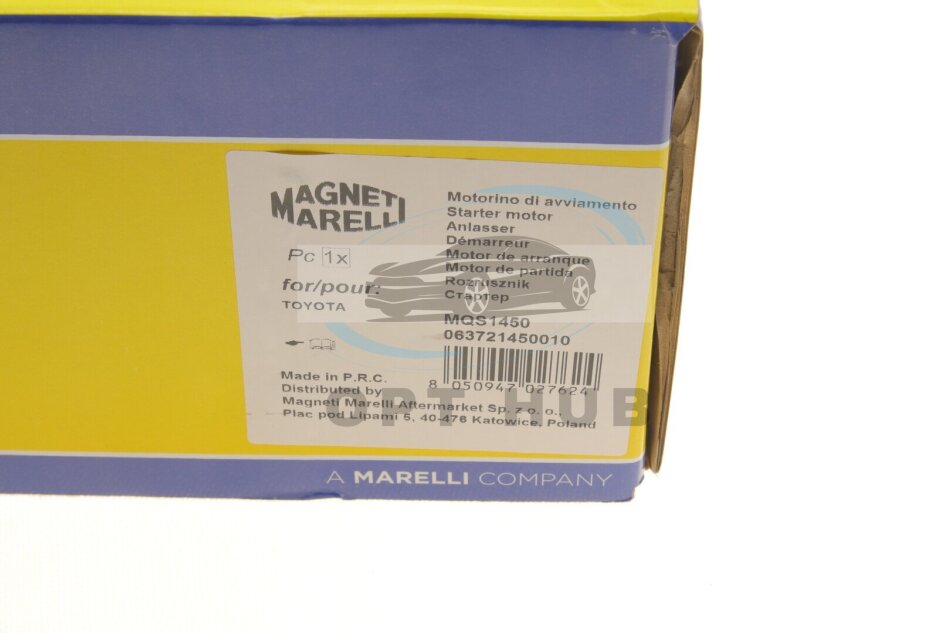 MAGNETI
MARELLI
Pc 1x
for/pour:
TOYOTA
Motorino di avviamento
Starter motor
Anlasser
Démarreur
Motor de arranque
Motor de partida
Rozrusznik
Стартер
MQS1450
063721450010
8 050947 027624
Made in P.R.C.
Distributed by
Magneti Marelli Aftermarket Sp. z o. o.,
Plac pod Lipami 5, 40-476 Katowice, Poland
OPT HUB
A MARELLI COMPANY